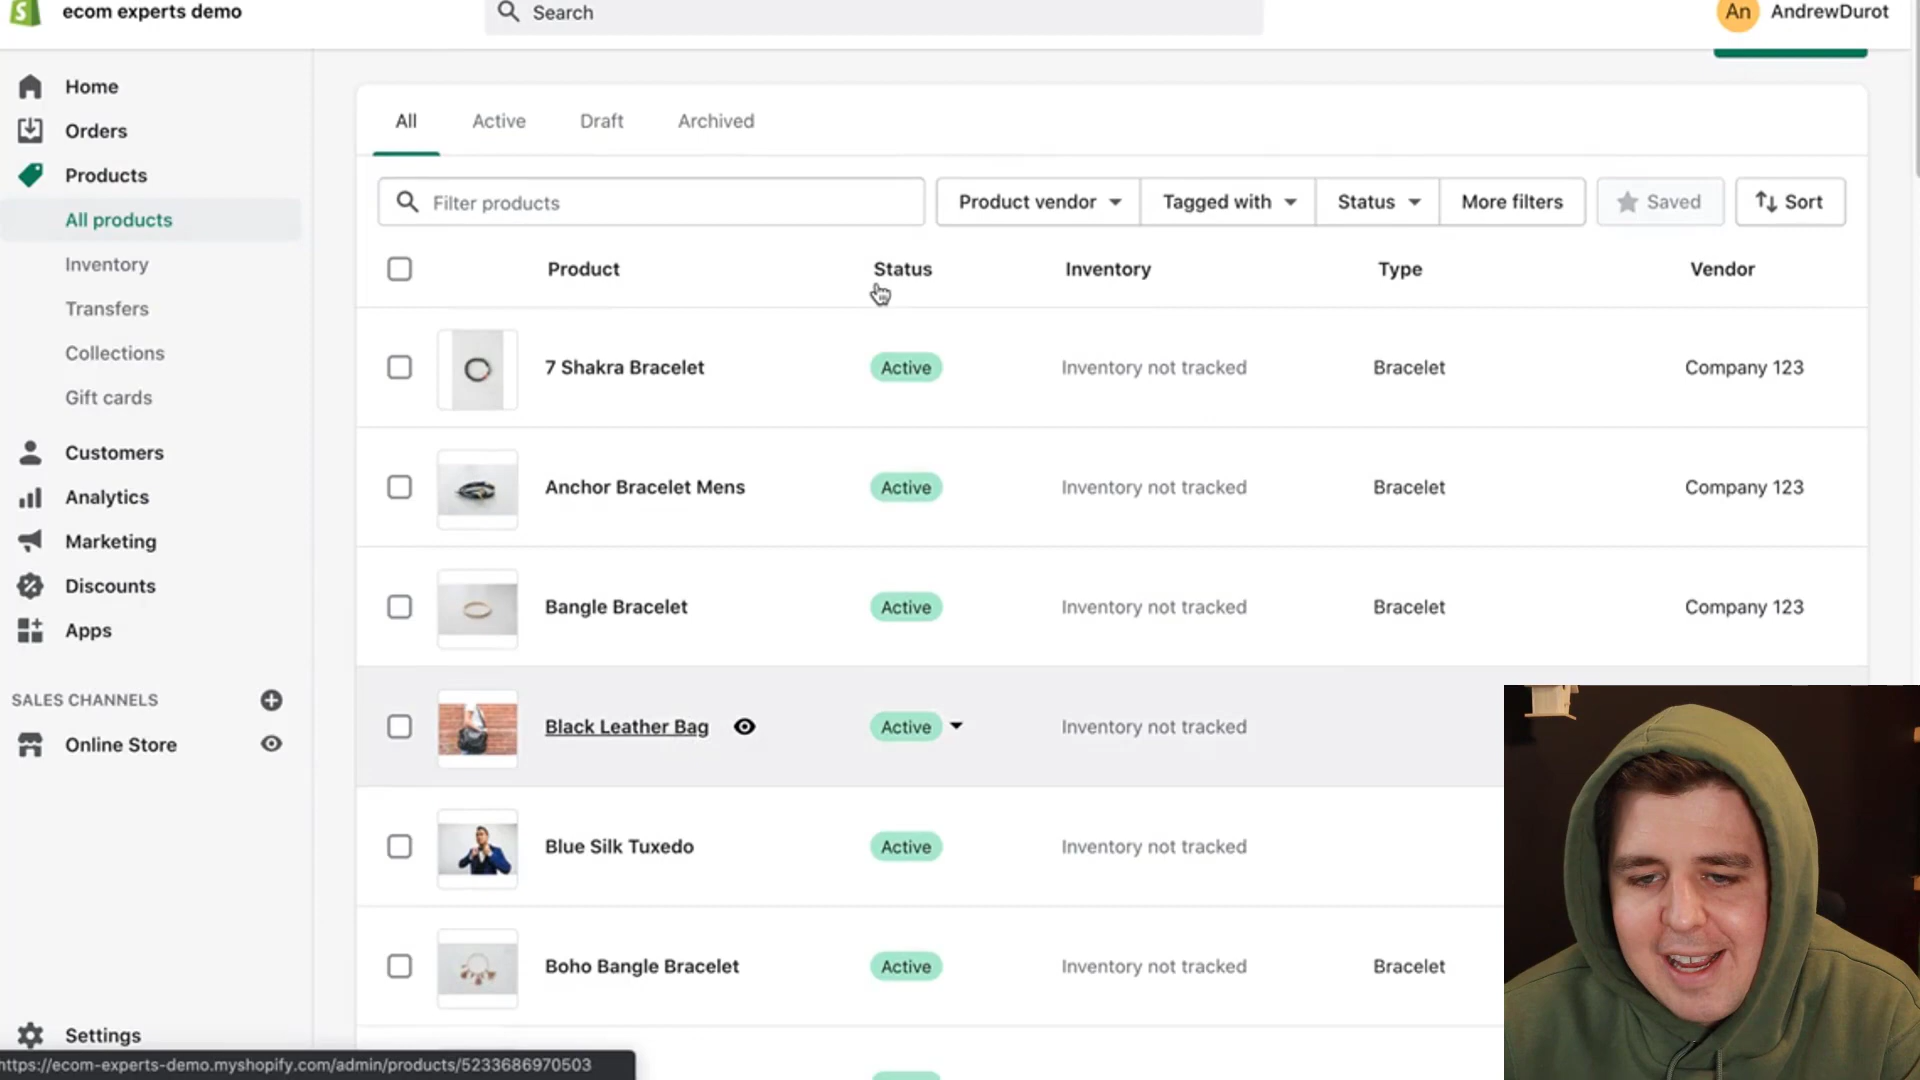 ecom experts demo
Search
An
AndrewDurot
Home
Orders
Products
All products
Inventory
Transfers
Collections
Gift cards
Customers
Analytics
Marketing
Discounts
Apps
SALES CHANNELS
Online Store
Settings
All Active Draft Archived
Filter products
Product vendor Tagged with Status More filters Saved Sort
Product Status Inventory Type Vendor
7 Shakra Bracelet Active Inventory not tracked Bracelet Company 123
Anchor Bracelet Mens Active Inventory not tracked Bracelet Company 123
Bangle Bracelet Active Inventory not tracked Bracelet Company 123
Black Leather Bag Active Inventory not tracked
Blue Silk Tuxedo Active Inventory not tracked
Boho Bangle Bracelet Active Inventory not tracked Bracelet
https://ecom-experts-demo.myshopify.com/admin/products/5233686970503